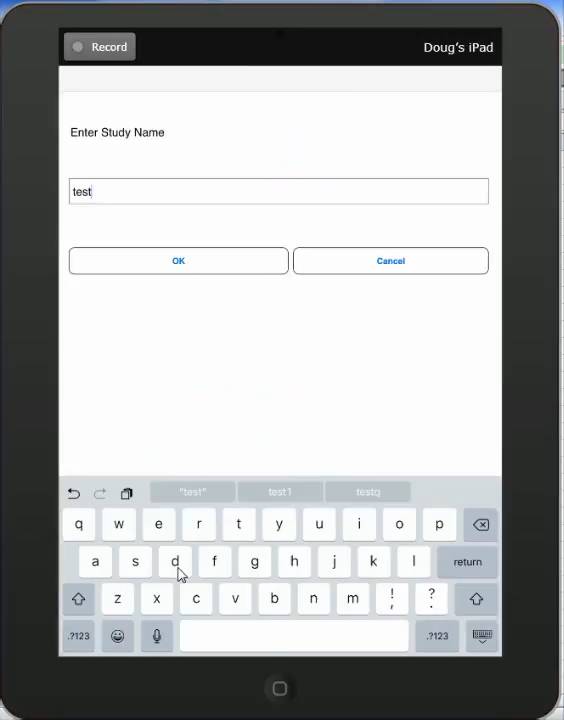 Record
Doug's iPad
Enter Study Name
test
OK
Cancel
"test" test1 testq
q w e r t y u i o p
a s d f g h j k l return
z x c v b n m ! , ? .
.?123 .?123